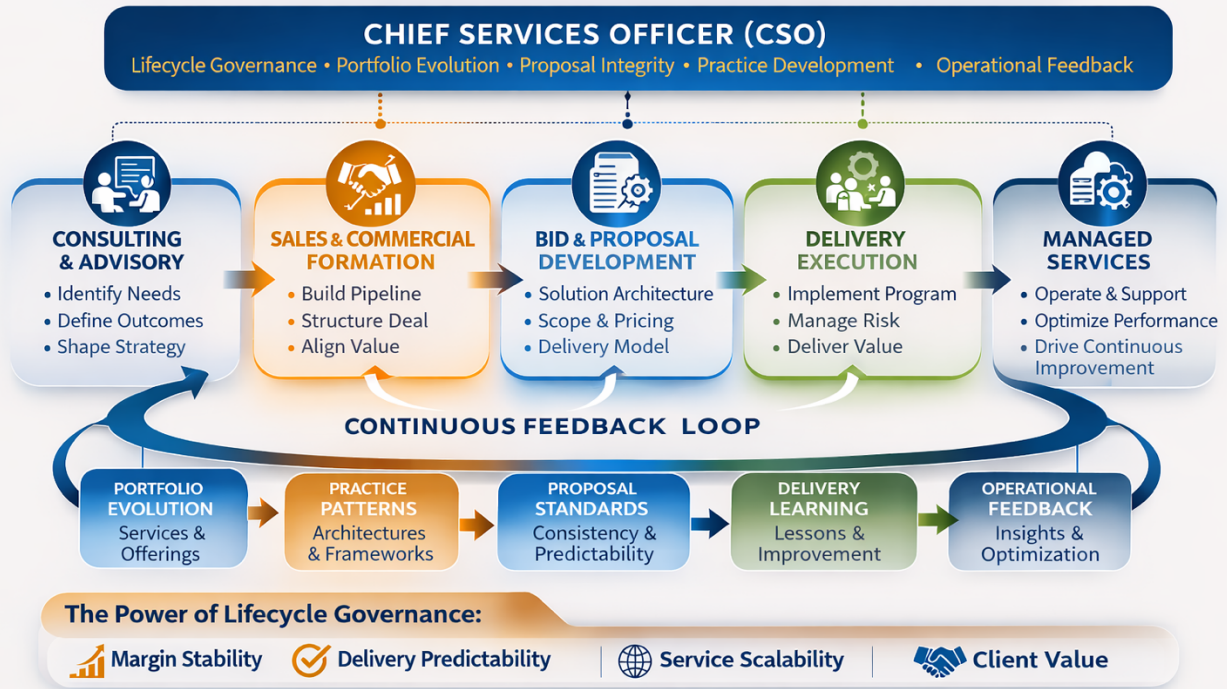 CHIEF SERVICES OFFICER (CSO)
Lifecycle Governance • Portfolio Evolution • Proposal Integrity • Practice Development • Operational Feedback
CONSULTING
& ADVISORY
• Identify Needs
• Define Outcomes
• Shape Strategy
SALES & COMMERCIAL
FORMATION
• Build Pipeline
• Structure Deal
• Align Value
BID & PROPOSAL
DEVELOPMENT
• Solution Architecture
• Scope & Pricing
• Delivery Model
DELIVERY
EXECUTION
• Implement Program
• Manage Risk
• Deliver Value
MANAGED
SERVICES
• Operate & Support
• Optimize Performance
• Drive Continuous
Improvement
CONTINUOUS FEEDBACK LOOP
PORTFOLIO
EVOLUTION
Services &
Offerings
PRACTICE
PATTERNS
Architectures
& Frameworks
PROPOSAL
STANDARDS
Consistency &
Predictability
DELIVERY
LEARNING
Lessons &
Improvement
OPERATIONAL
FEEDBACK
Insights &
Optimization
The Power of Lifecycle Governance:
Margin Stability
Delivery Predictability
Service Scalability
Client Value